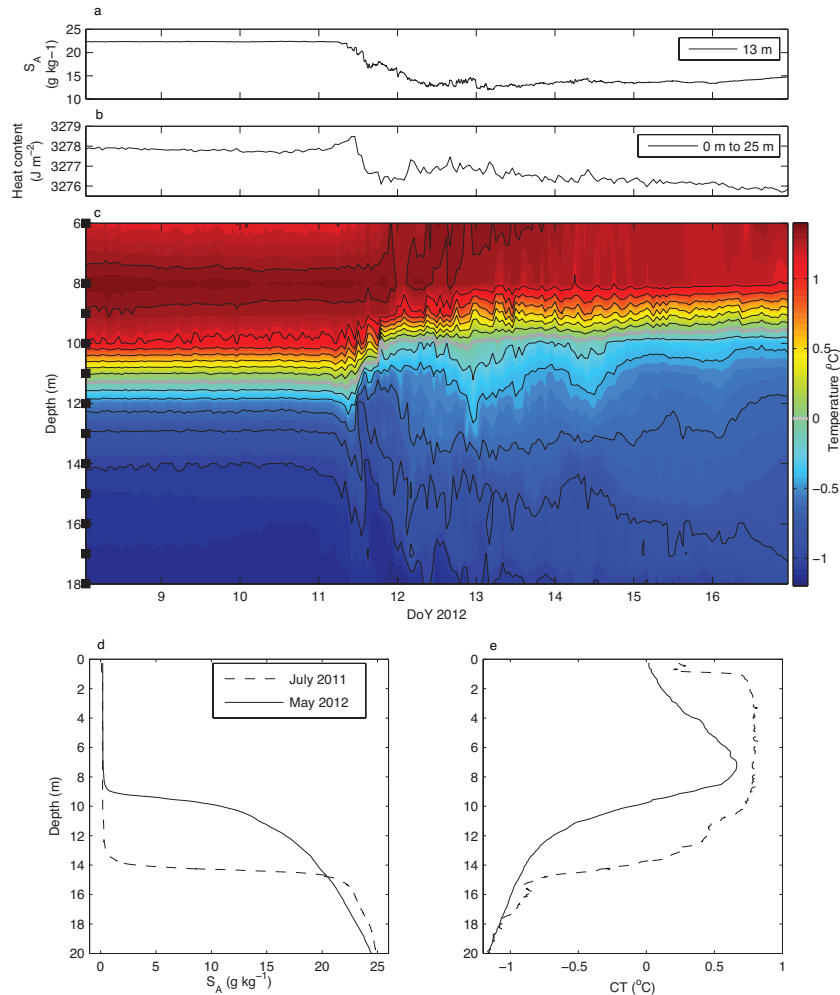 a
25
20
15
10
S_A
(g kg−1)
13 m
b
3279
3278
3277
3276
Heat content
(J m⁻²)
0 m to 25 m
c
6
8
10
12
14
16
18
Depth (m)
9 10 11 12 13 14 15 16
DoY 2012
1
0.5
0
−0.5
−1
Temperature (°C)
d
0
2
4
6
8
10
12
14
16
18
20
Depth (m)
July 2011
May 2012
0 5 10 15 20 25
S_A (g kg⁻¹)
e
0
2
4
6
8
10
12
14
16
18
20
−1 −0.5 0 0.5 1
CT (°C)